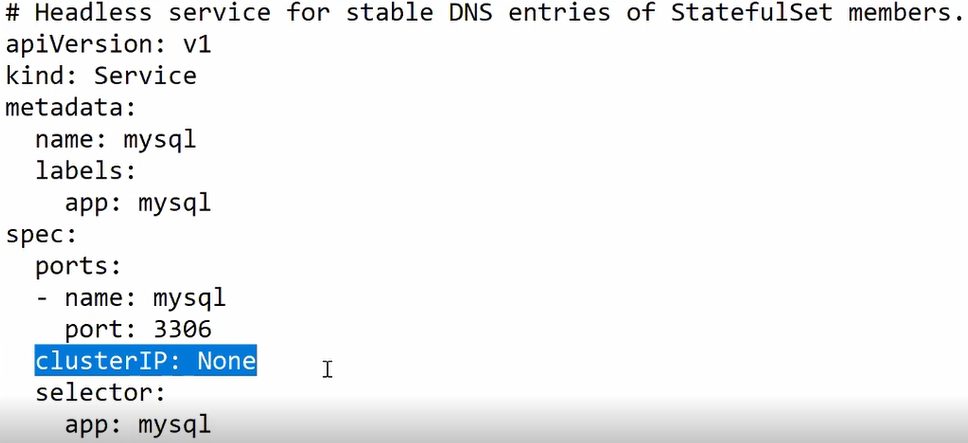 # Headless service for stable DNS entries of StatefulSet members.
apiVersion: v1
kind: Service
metadata:
  name: mysql
  labels:
    app: mysql
spec:
  ports:
  - name: mysql
    port: 3306
  clusterIP: None
  selector:
    app: mysql